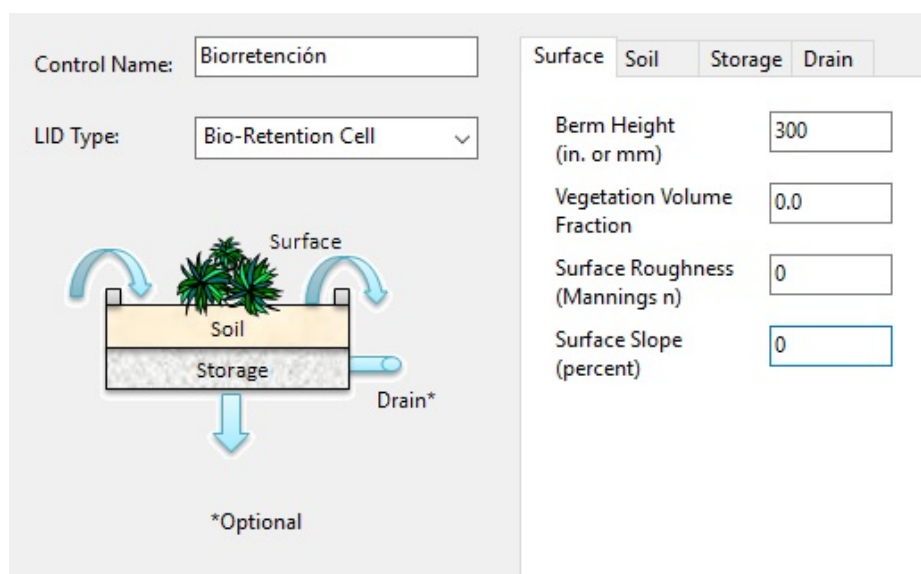 Control Name: Biorretención
LID Type: Bio-Retention Cell
Surface
Soil
Storage
Drain*
*Optional
Surface Soil Storage Drain
Berm Height
(in. or mm)
300
Vegetation Volume
Fraction
0.0
Surface Roughness
(Mannings n)
0
Surface Slope
(percent)
0